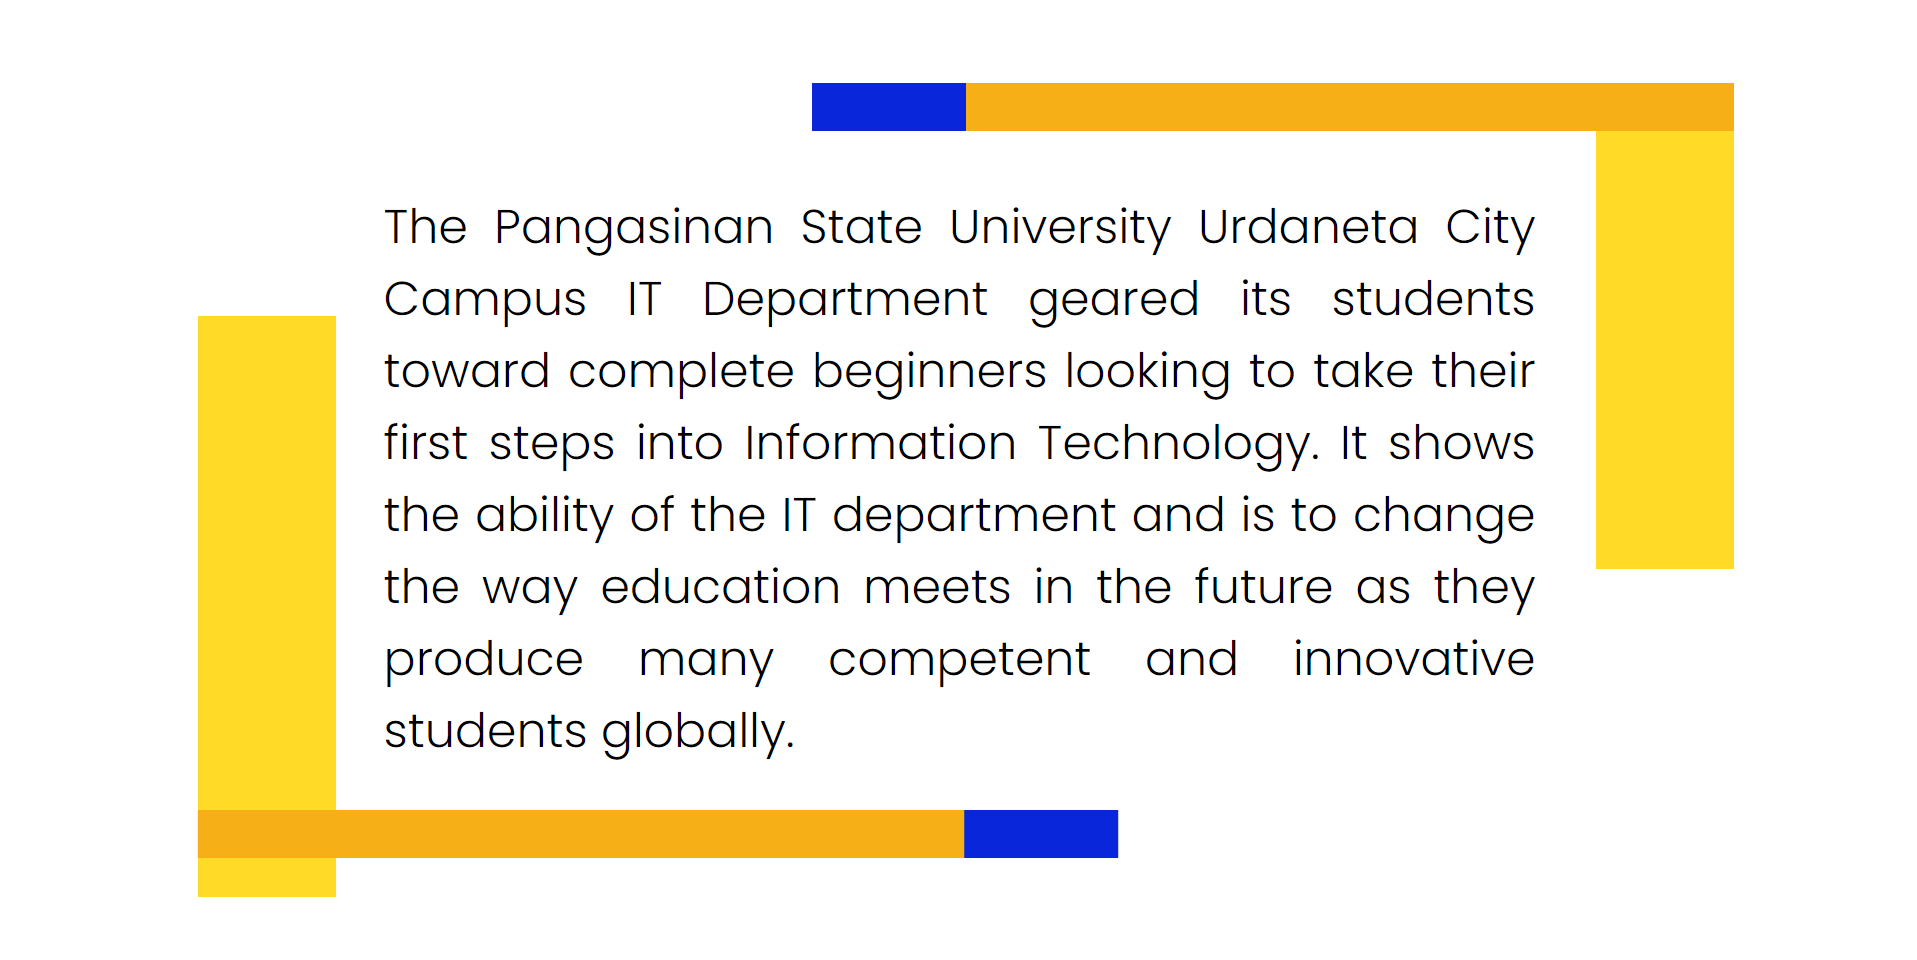 The Pangasinan State University Urdaneta City
Campus IT Department geared its students
toward complete beginners looking to take their
first steps into Information Technology. It shows
the ability of the IT department and is to change
the way education meets in the future as they
produce many competent and innovative
students globally.